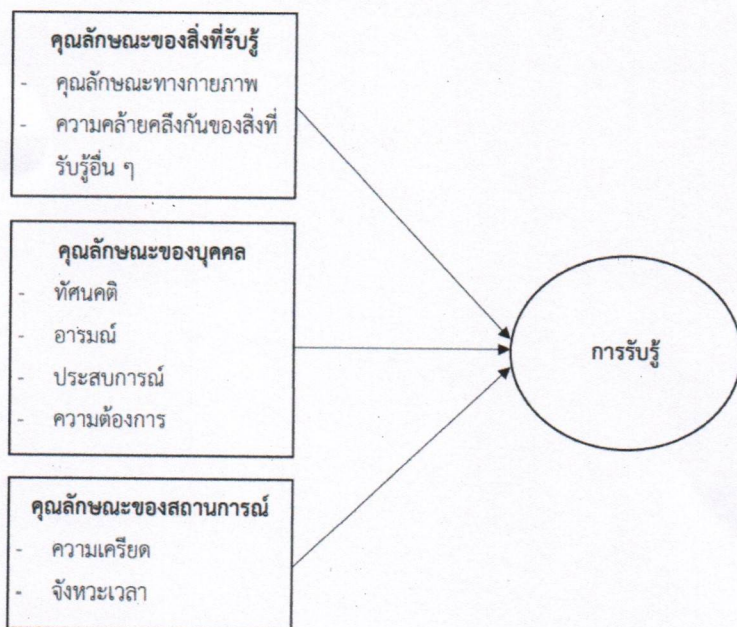 คุณลักษณะของสิ่งที่รับรู้
- คุณลักษณะทางกายภาพ
- ความคล้ายคลึงกันของสิ่งที่
รับรู้อื่น ๆ
คุณลักษณะของบุคคล
- ทัศนคติ
- อารมณ์
- ประสบการณ์
- ความต้องการ
คุณลักษณะของสถานการณ์
- ความเครียด
- จังหวะเวลา
การรับรู้